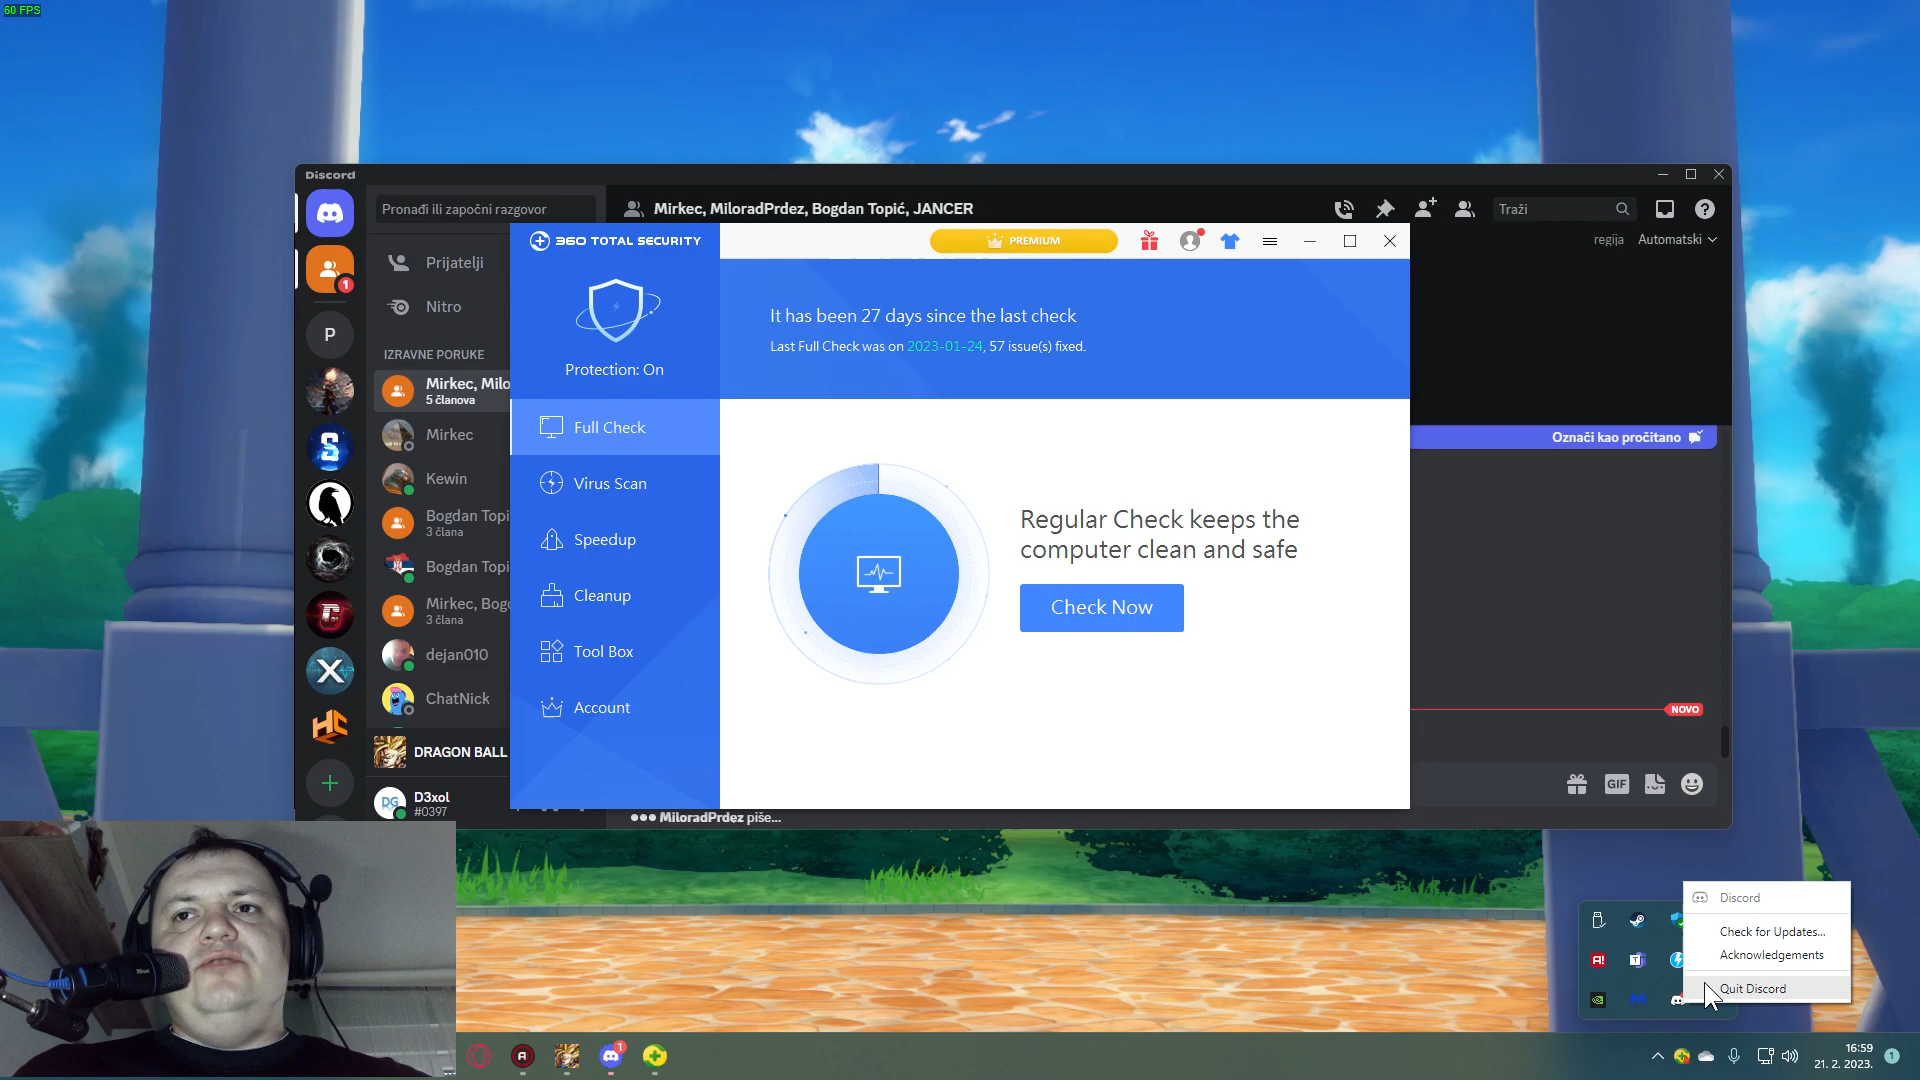 60 FPS
Discord
Pronađi ili započni razgovor
Mirkec, MiloradPrdez, Bogdan Topić, JANCER
Traži
regija Automatski
360 TOTAL SECURITY
PREMIUM
1
Prijatelji
Nitro
P
IZRAVNE PORUKE
Mirkec, Milo
5 članova
Mirkec
Kewin
Bogdan Topi
3 člana
Bogdan Topi
Mirkec, Bog
3 člana
dejan010
ChatNick
DRAGON BALL
DG
D3xol
#0397
Protection: On
Full Check
Virus Scan
Speedup
Cleanup
Tool Box
Account
It has been 27 days since the last check
Last Full Check was on 2023-01-24, 57 issue(s) fixed.
Regular Check keeps the
computer clean and safe
Check Now
Označi kao pročitano
NOVO
GIF
MiloradPrdez piše...
Discord
Check for Updates...
Acknowledgements
Quit Discord
1
16:59
21. 2. 2023.
1